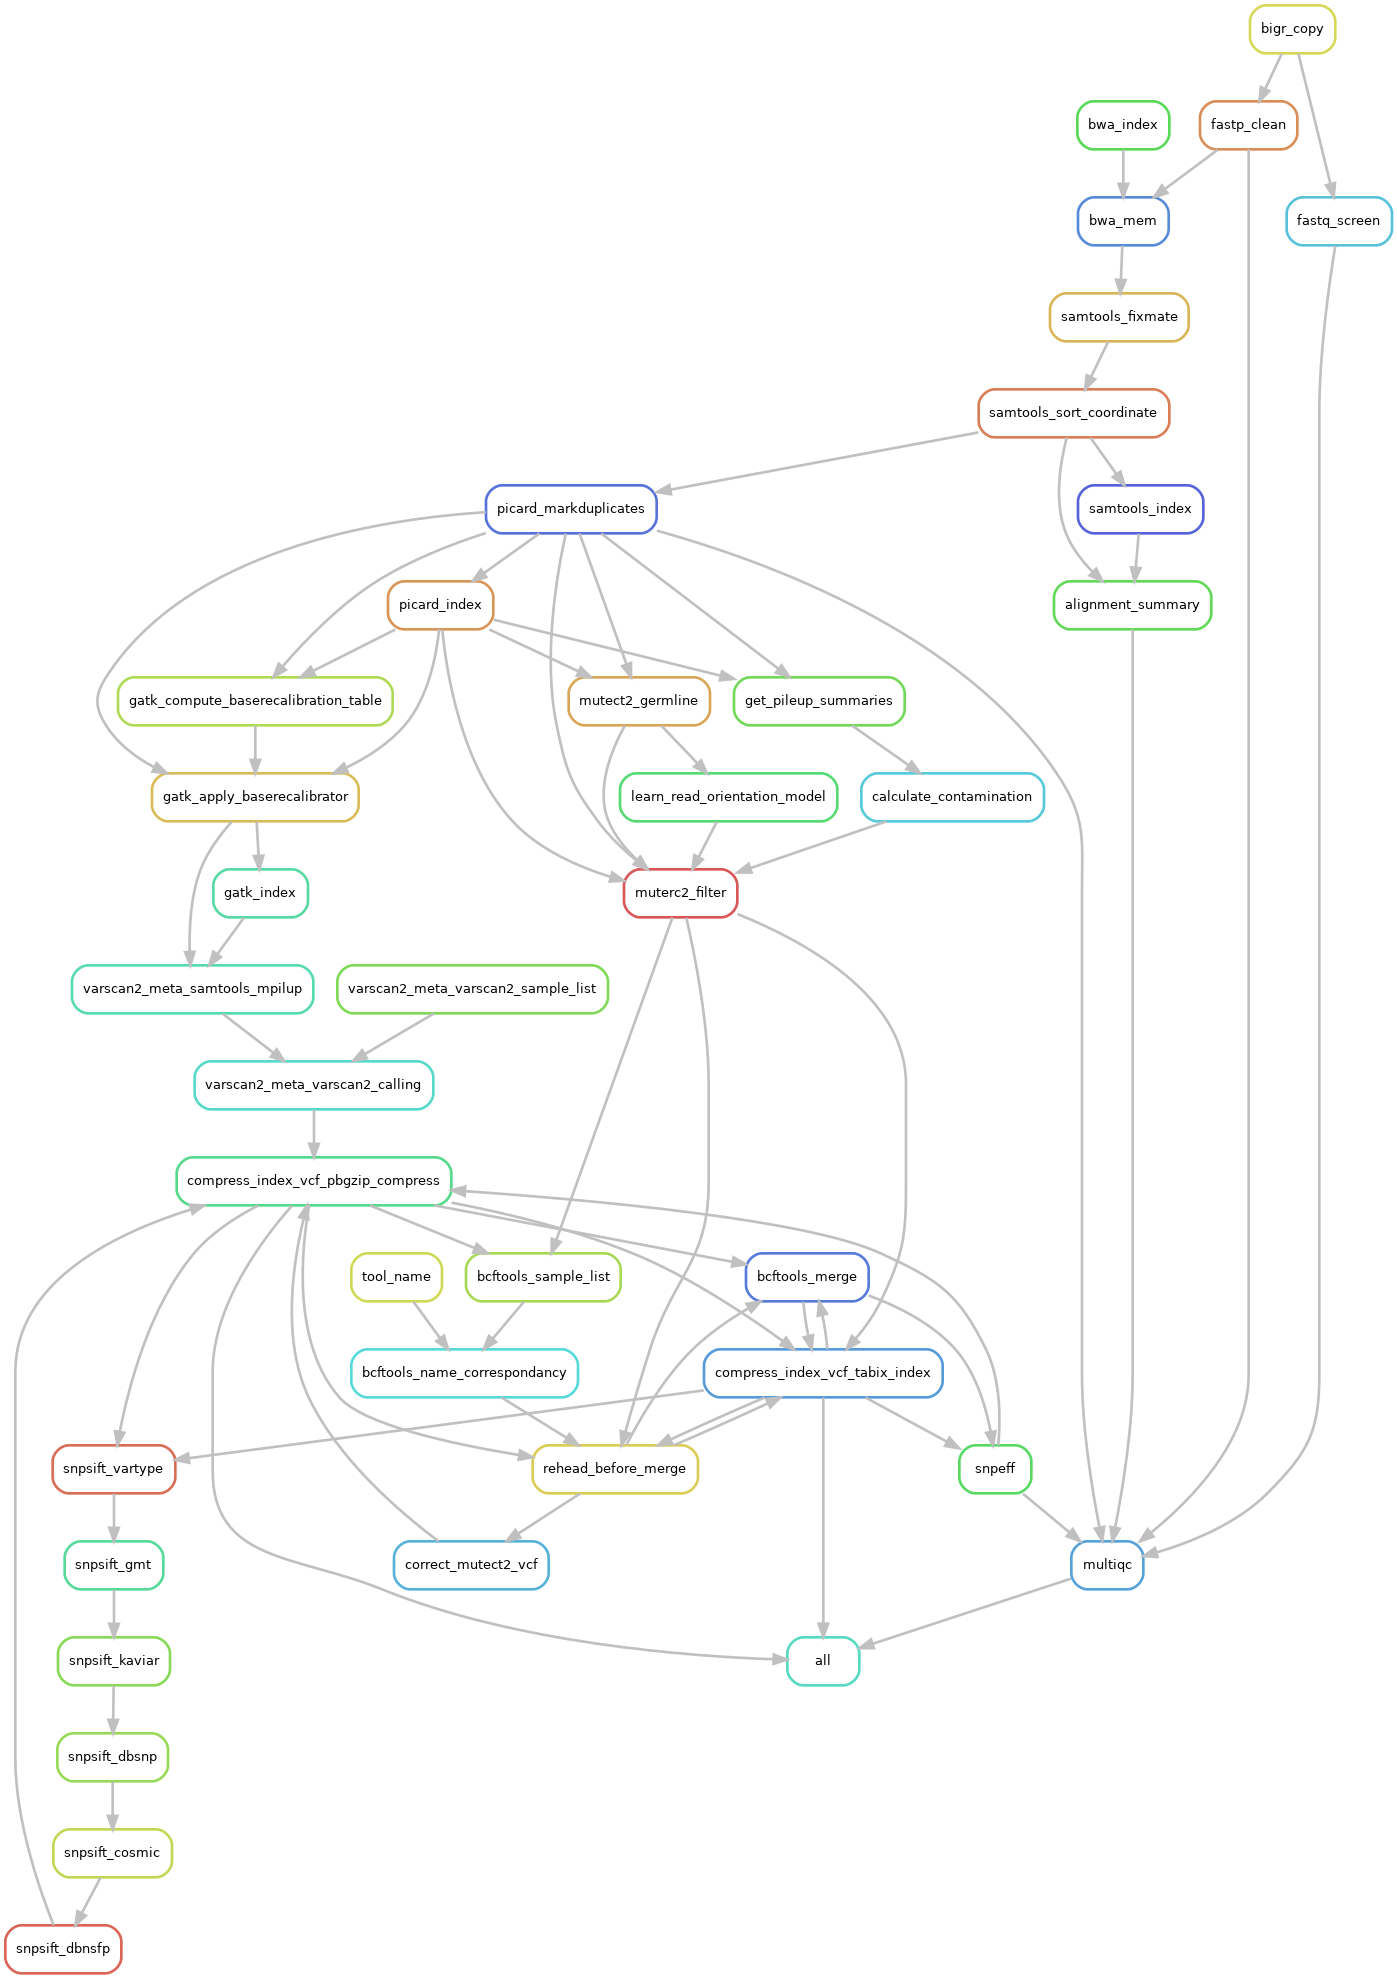 bigr_copy
bwa_index
fastp_clean
bwa_mem
fastq_screen
samtools_fixmate
samtools_sort_coordinate
picard_markduplicates
samtools_index
picard_index
alignment_summary
gatk_compute_baserecalibration_table
mutect2_germline
get_pileup_summaries
gatk_apply_baserecalibrator
learn_read_orientation_model
calculate_contamination
gatk_index
muterc2_filter
varscan2_meta_samtools_mpilup
varscan2_meta_varscan2_sample_list
varscan2_meta_varscan2_calling
compress_index_vcf_pbgzip_compress
tool_name
bcftools_sample_list
bcftools_merge
bcftools_name_correspondancy
compress_index_vcf_tabix_index
snpsift_vartype
rehead_before_merge
snpeff
snpsift_gmt
correct_mutect2_vcf
multiqc
snpsift_kaviar
all
snpsift_dbsnp
snpsift_cosmic
snpsift_dbnsfp